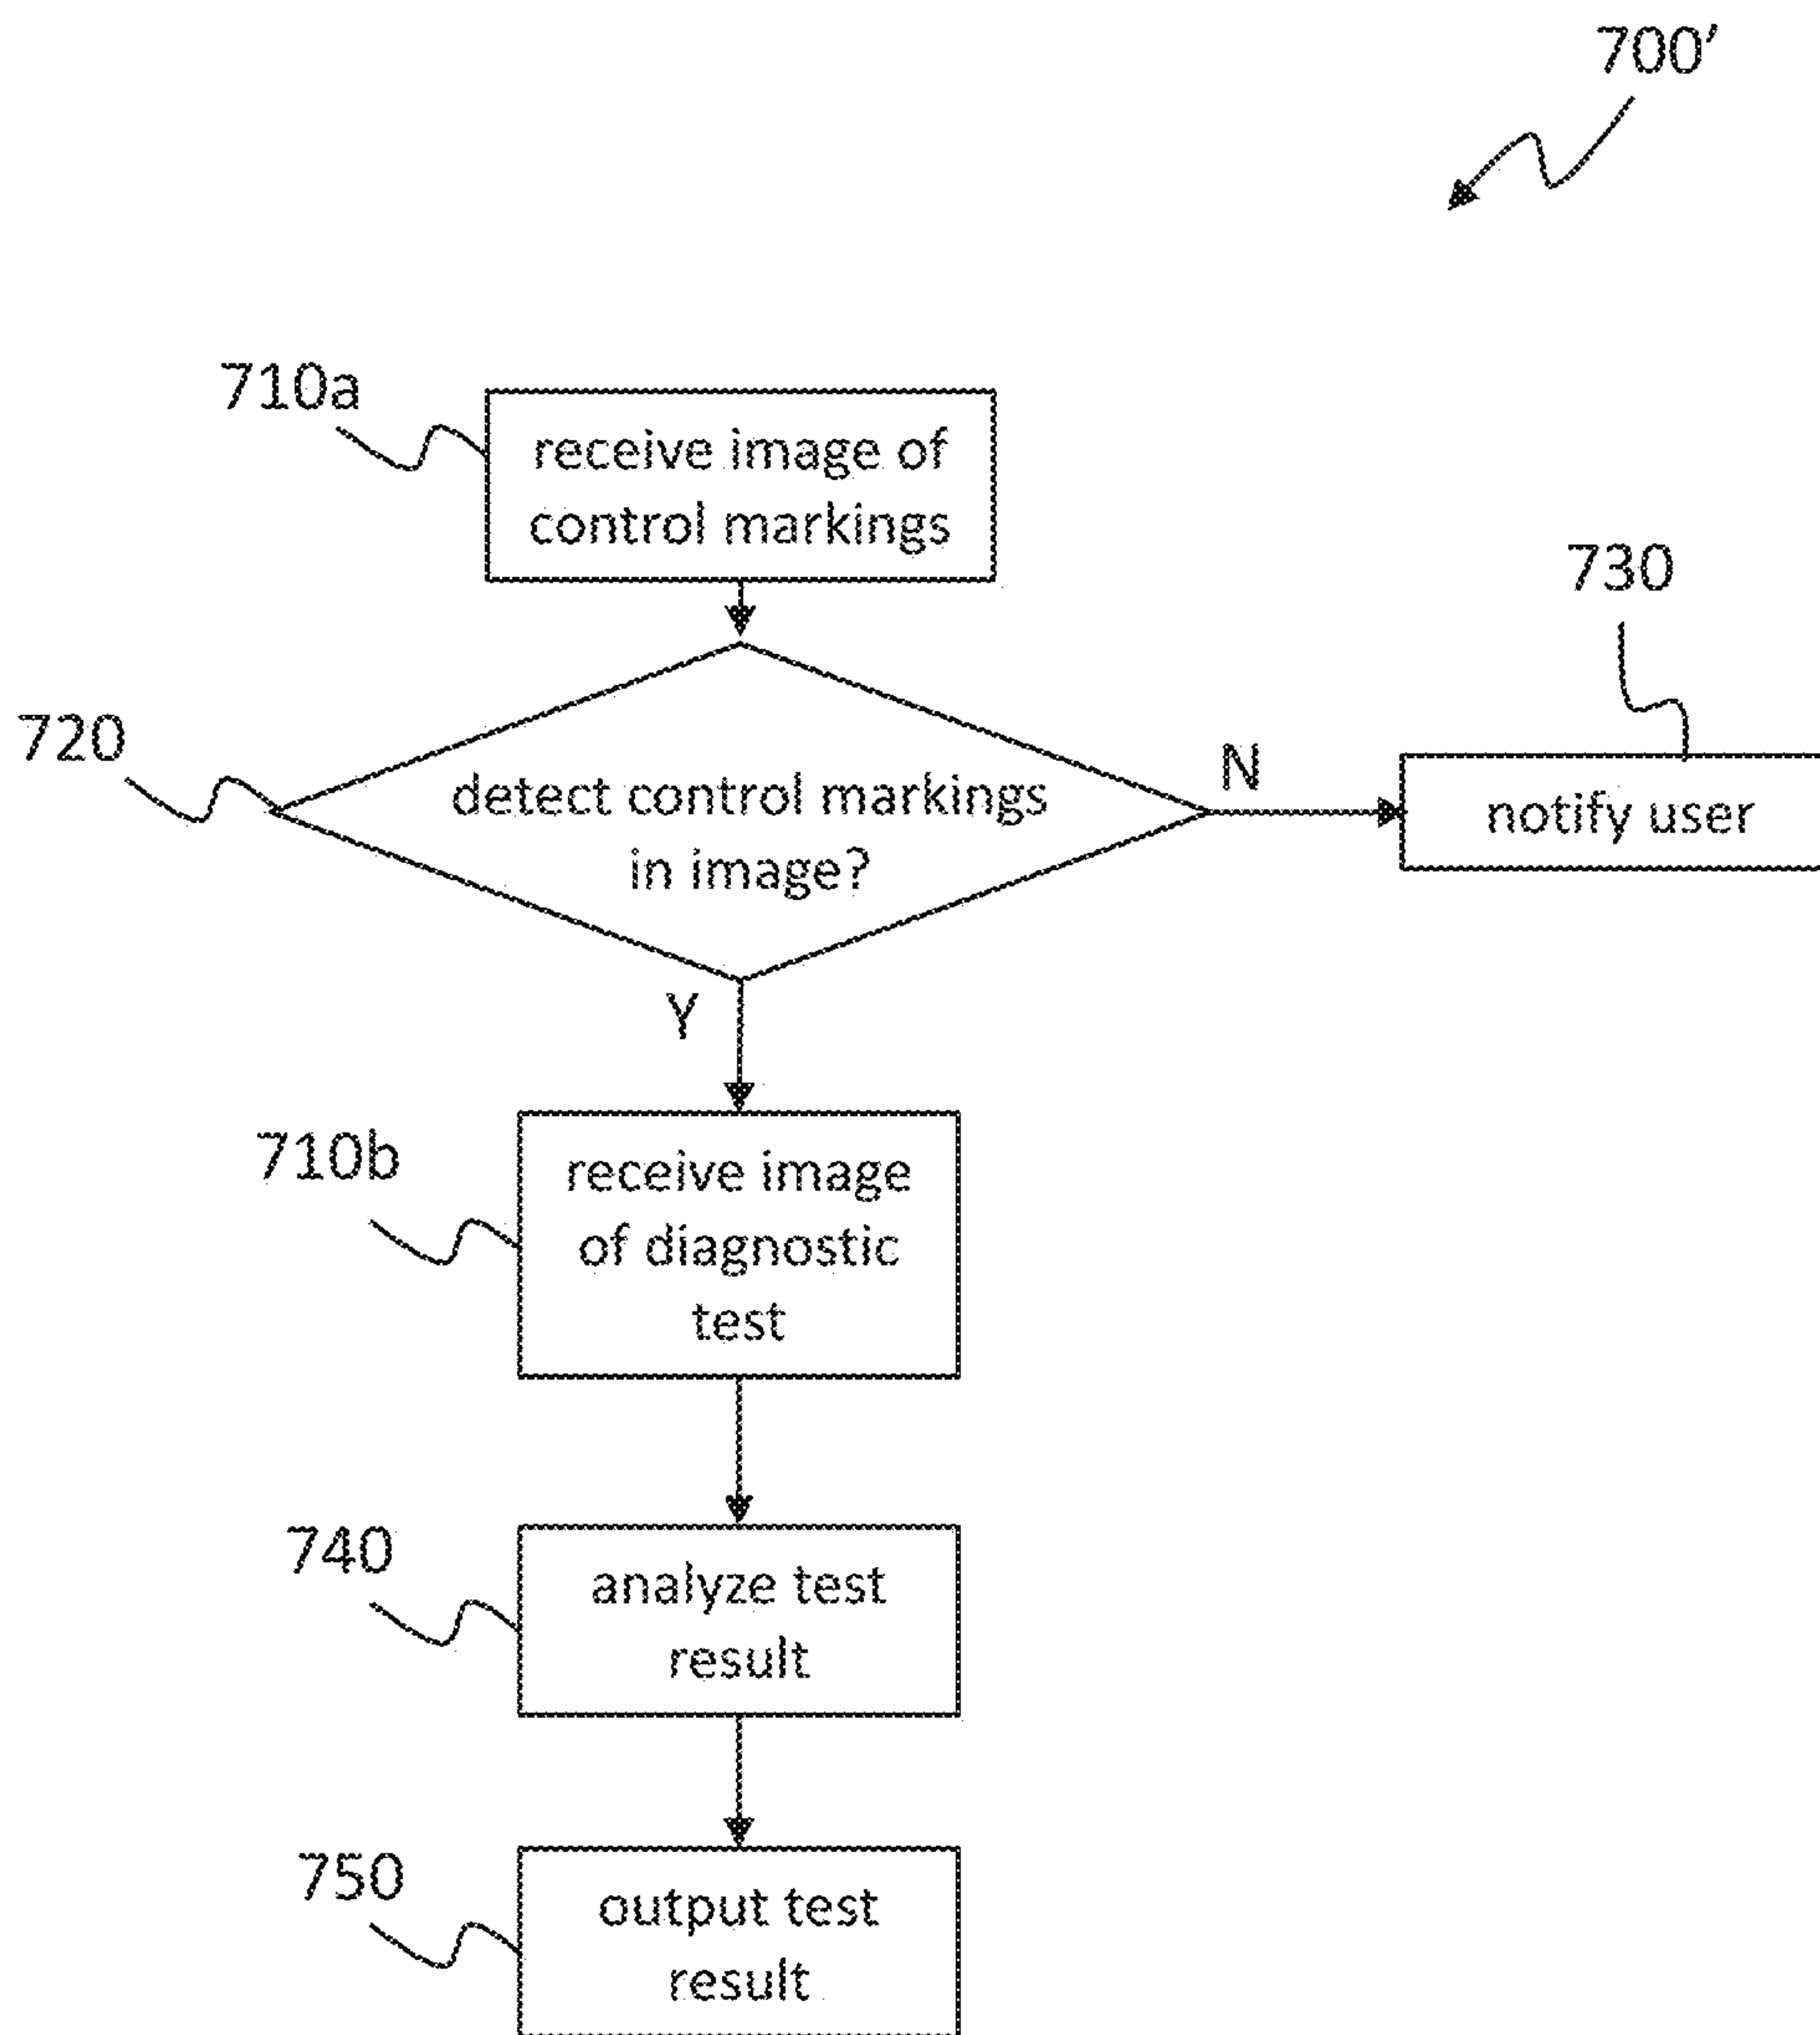 700’
710a
receive image of
control markings
730
720
detect control markings
in image?
N
notify user
Y
710b
receive image
of diagnostic
test
740
analyze test
result
750
output test
result